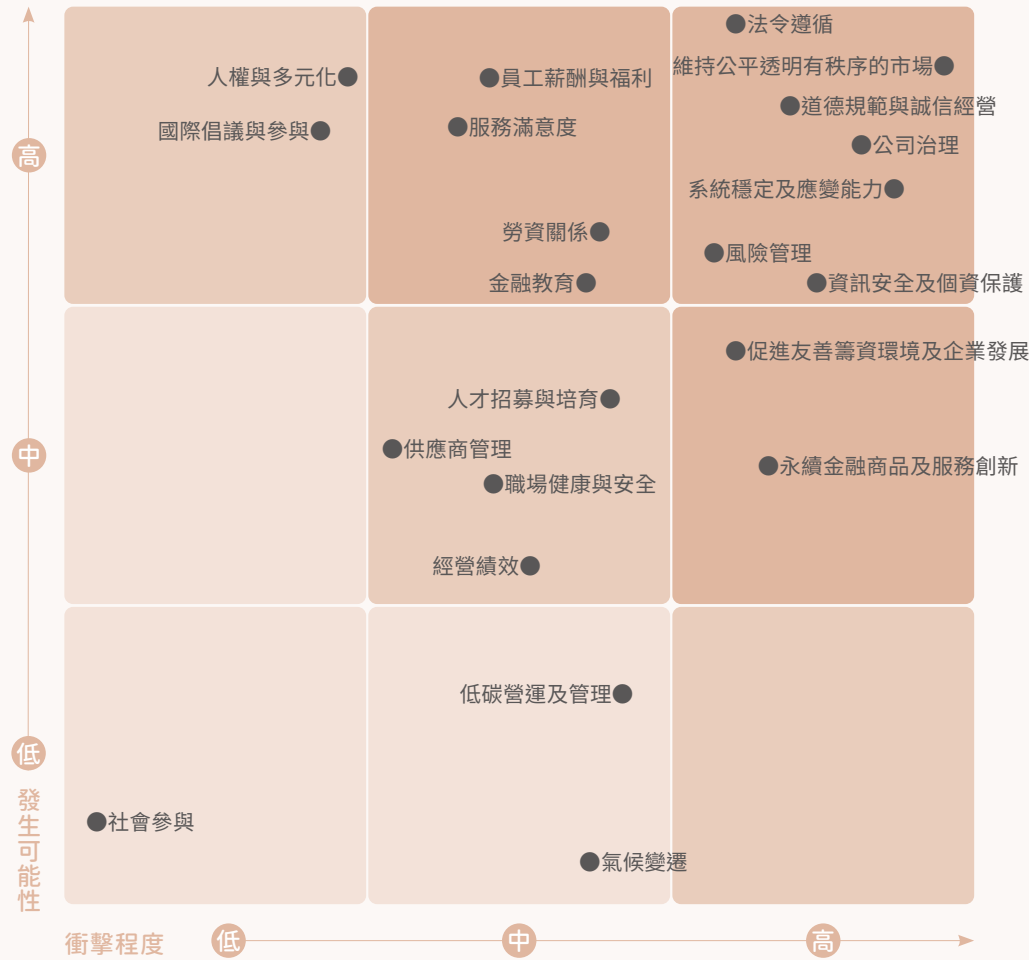 法令遵循
維持公平透明有秩序的市場
人權與多元化
員工薪酬與福利
道德規範與誠信經營
國際倡議與參與
服務滿意度
公司治理
高
系統穩定及應變能力
勞資關係
風險管理
金融教育
資訊安全及個資保護
促進友善籌資環境及企業發展
人才招募與培育
供應商管理
中
永續金融商品及服務創新
職場健康與安全
經營績效
低碳營運及管理
低
社會參與
氣候變遷
發生可能性
衝擊程度
低
中
高